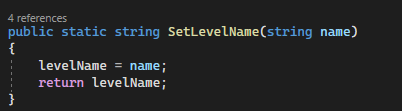 4 references
public static string SetLevelName(string name)
{
    levelName = name;
    return levelName;
}